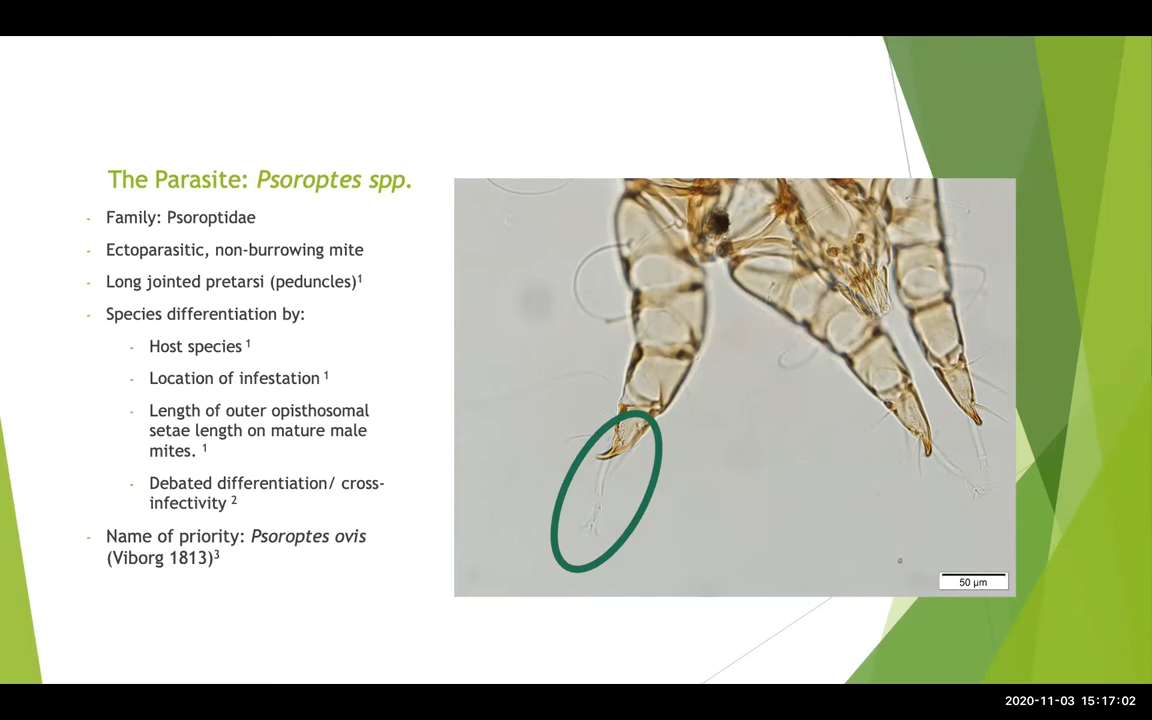 The Parasite: Psoroptes spp.
- Family: Psoroptidae
- Ectoparasitic, non-burrowing mite
- Long jointed pretarsi (peduncles)¹
- Species differentiation by:
- Host species ¹
- Location of infestation ¹
- Length of outer opisthosomal
setae length on mature male
mites. ¹
- Debated differentiation/ cross-
infectivity ²
- Name of priority: Psoroptes ovis
(Viborg 1813)³
50 µm
2020-11-03 15:17:02